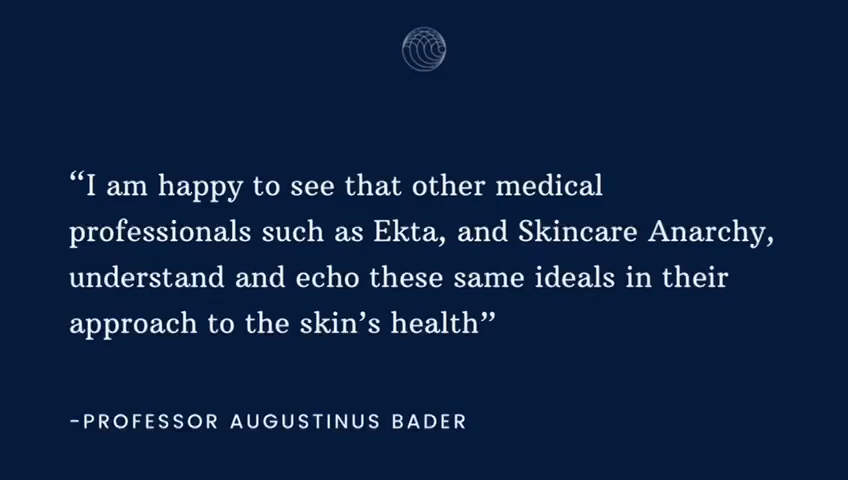 “I am happy to see that other medical
professionals such as Ekta, and Skincare Anarchy,
understand and echo these same ideals in their
approach to the skin’s health”
-PROFESSOR AUGUSTINUS BADER